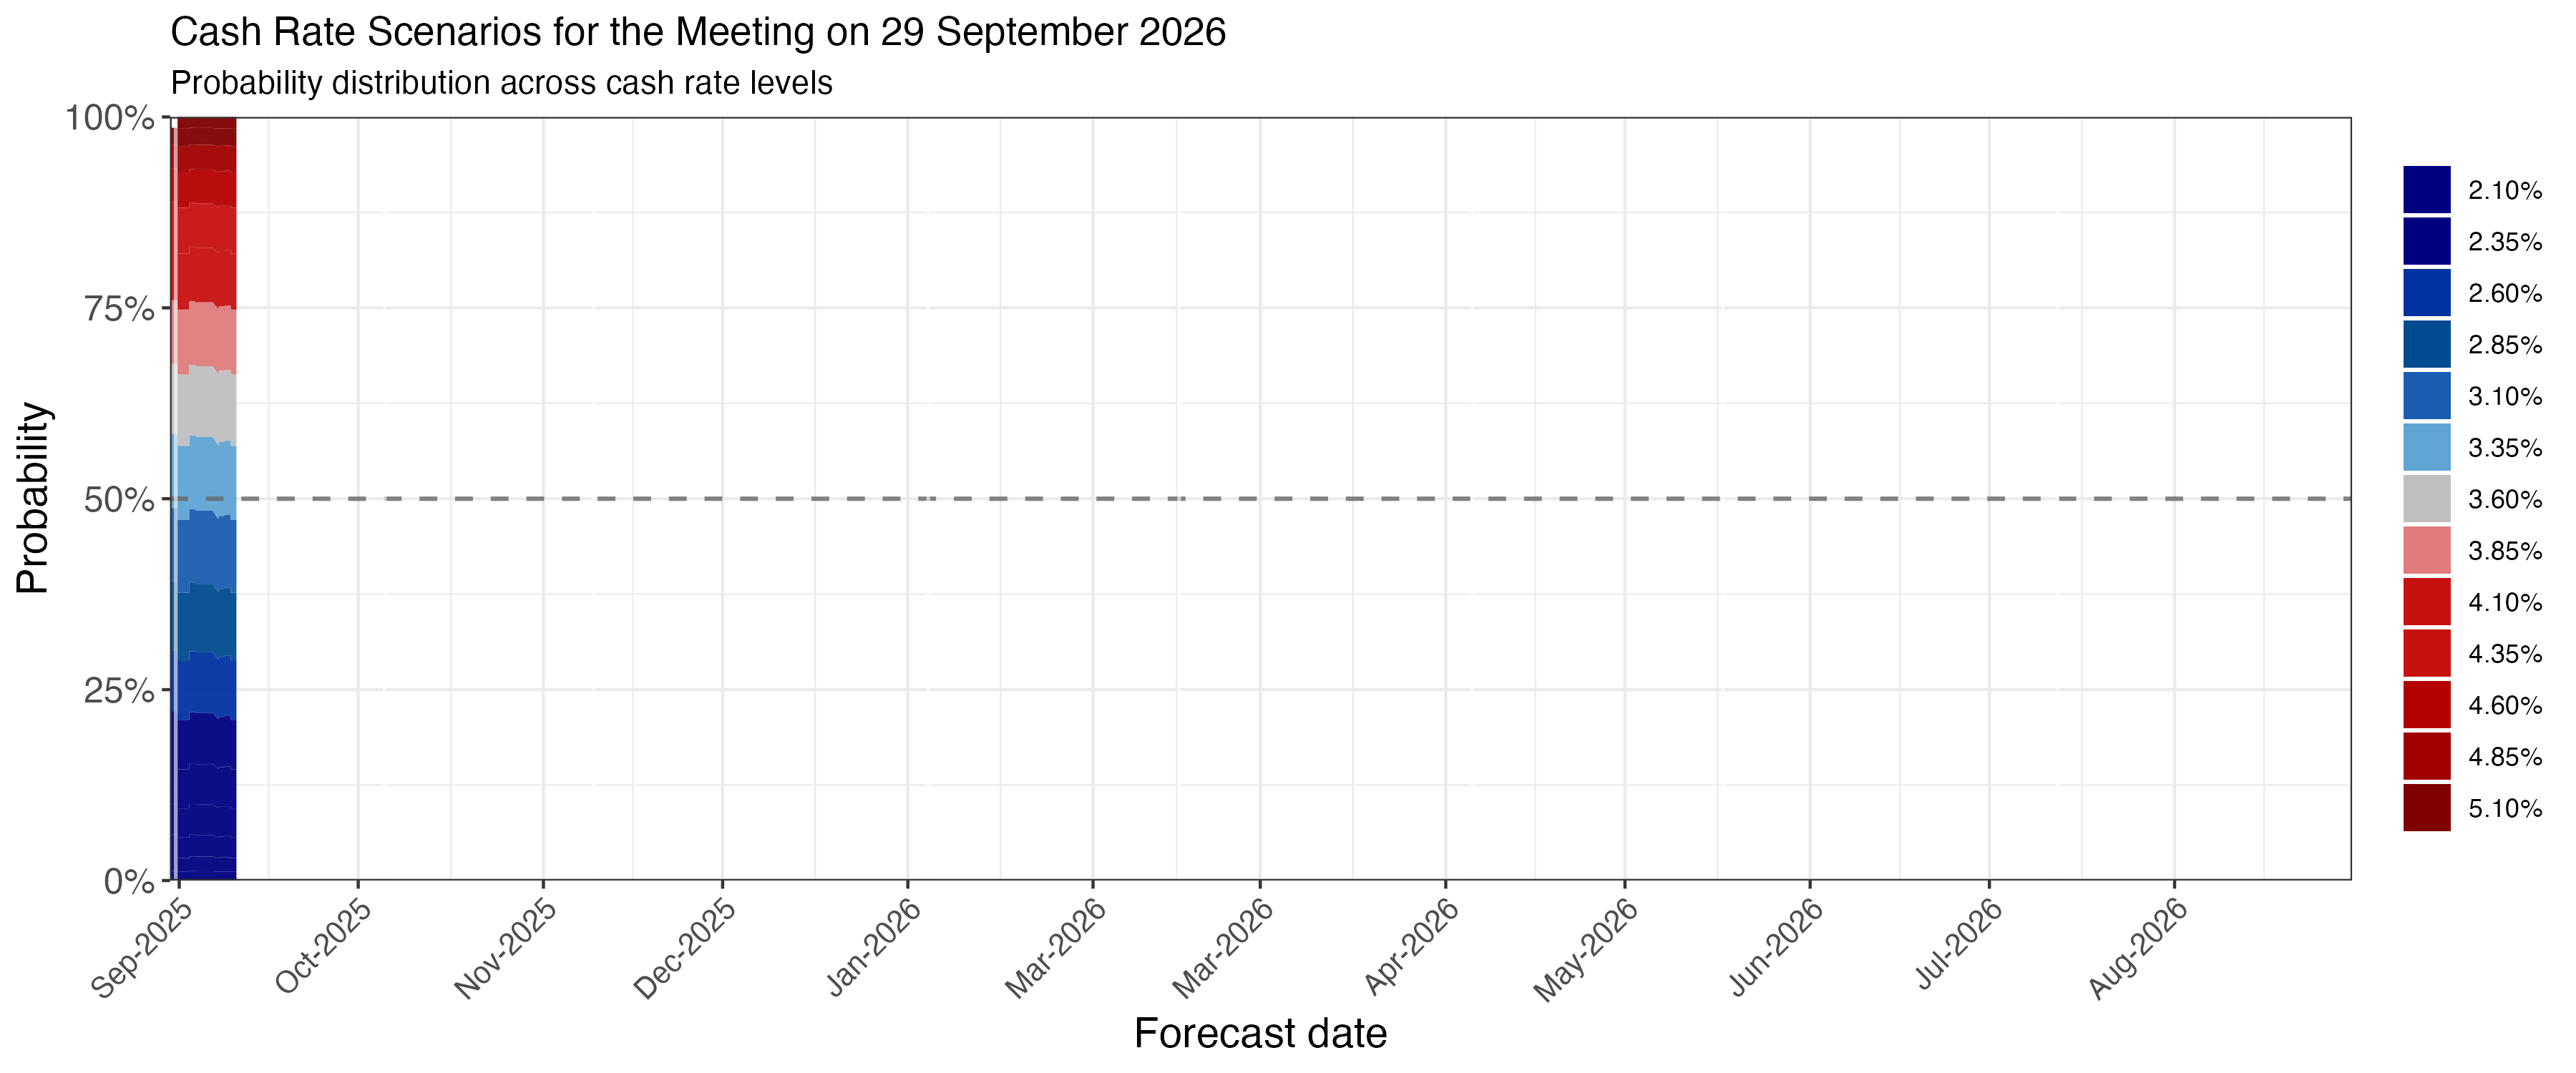 Cash Rate Scenarios for the Meeting on 29 September 2026
Probability distribution across cash rate levels
100%
75%
50%
25%
0%
Probability
Sep-2025
Oct-2025
Nov-2025
Dec-2025
Jan-2026
Mar-2026
Mar-2026
Apr-2026
May-2026
Jun-2026
Jul-2026
Aug-2026
Forecast date
2.10%
2.35%
2.60%
2.85%
3.10%
3.35%
3.60%
3.85%
4.10%
4.35%
4.60%
4.85%
5.10%